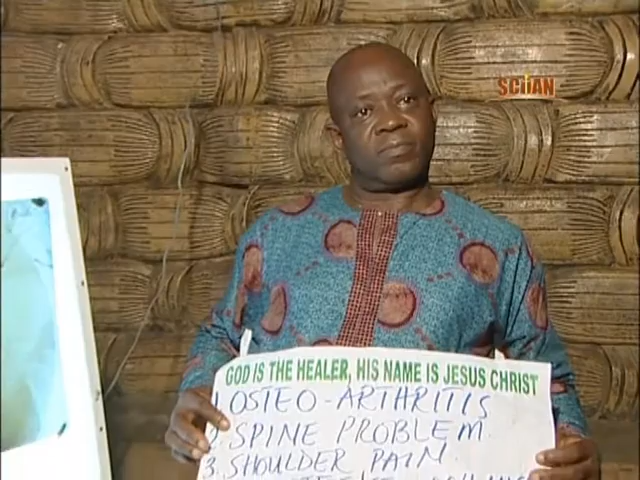 SCOAN
GOD IS THE HEALER, HIS NAME IS JESUS CHRIST
1. OSTEO-ARTHRITIS
2. SPINE PROBLEM.
3. SHOULDER PAIN,